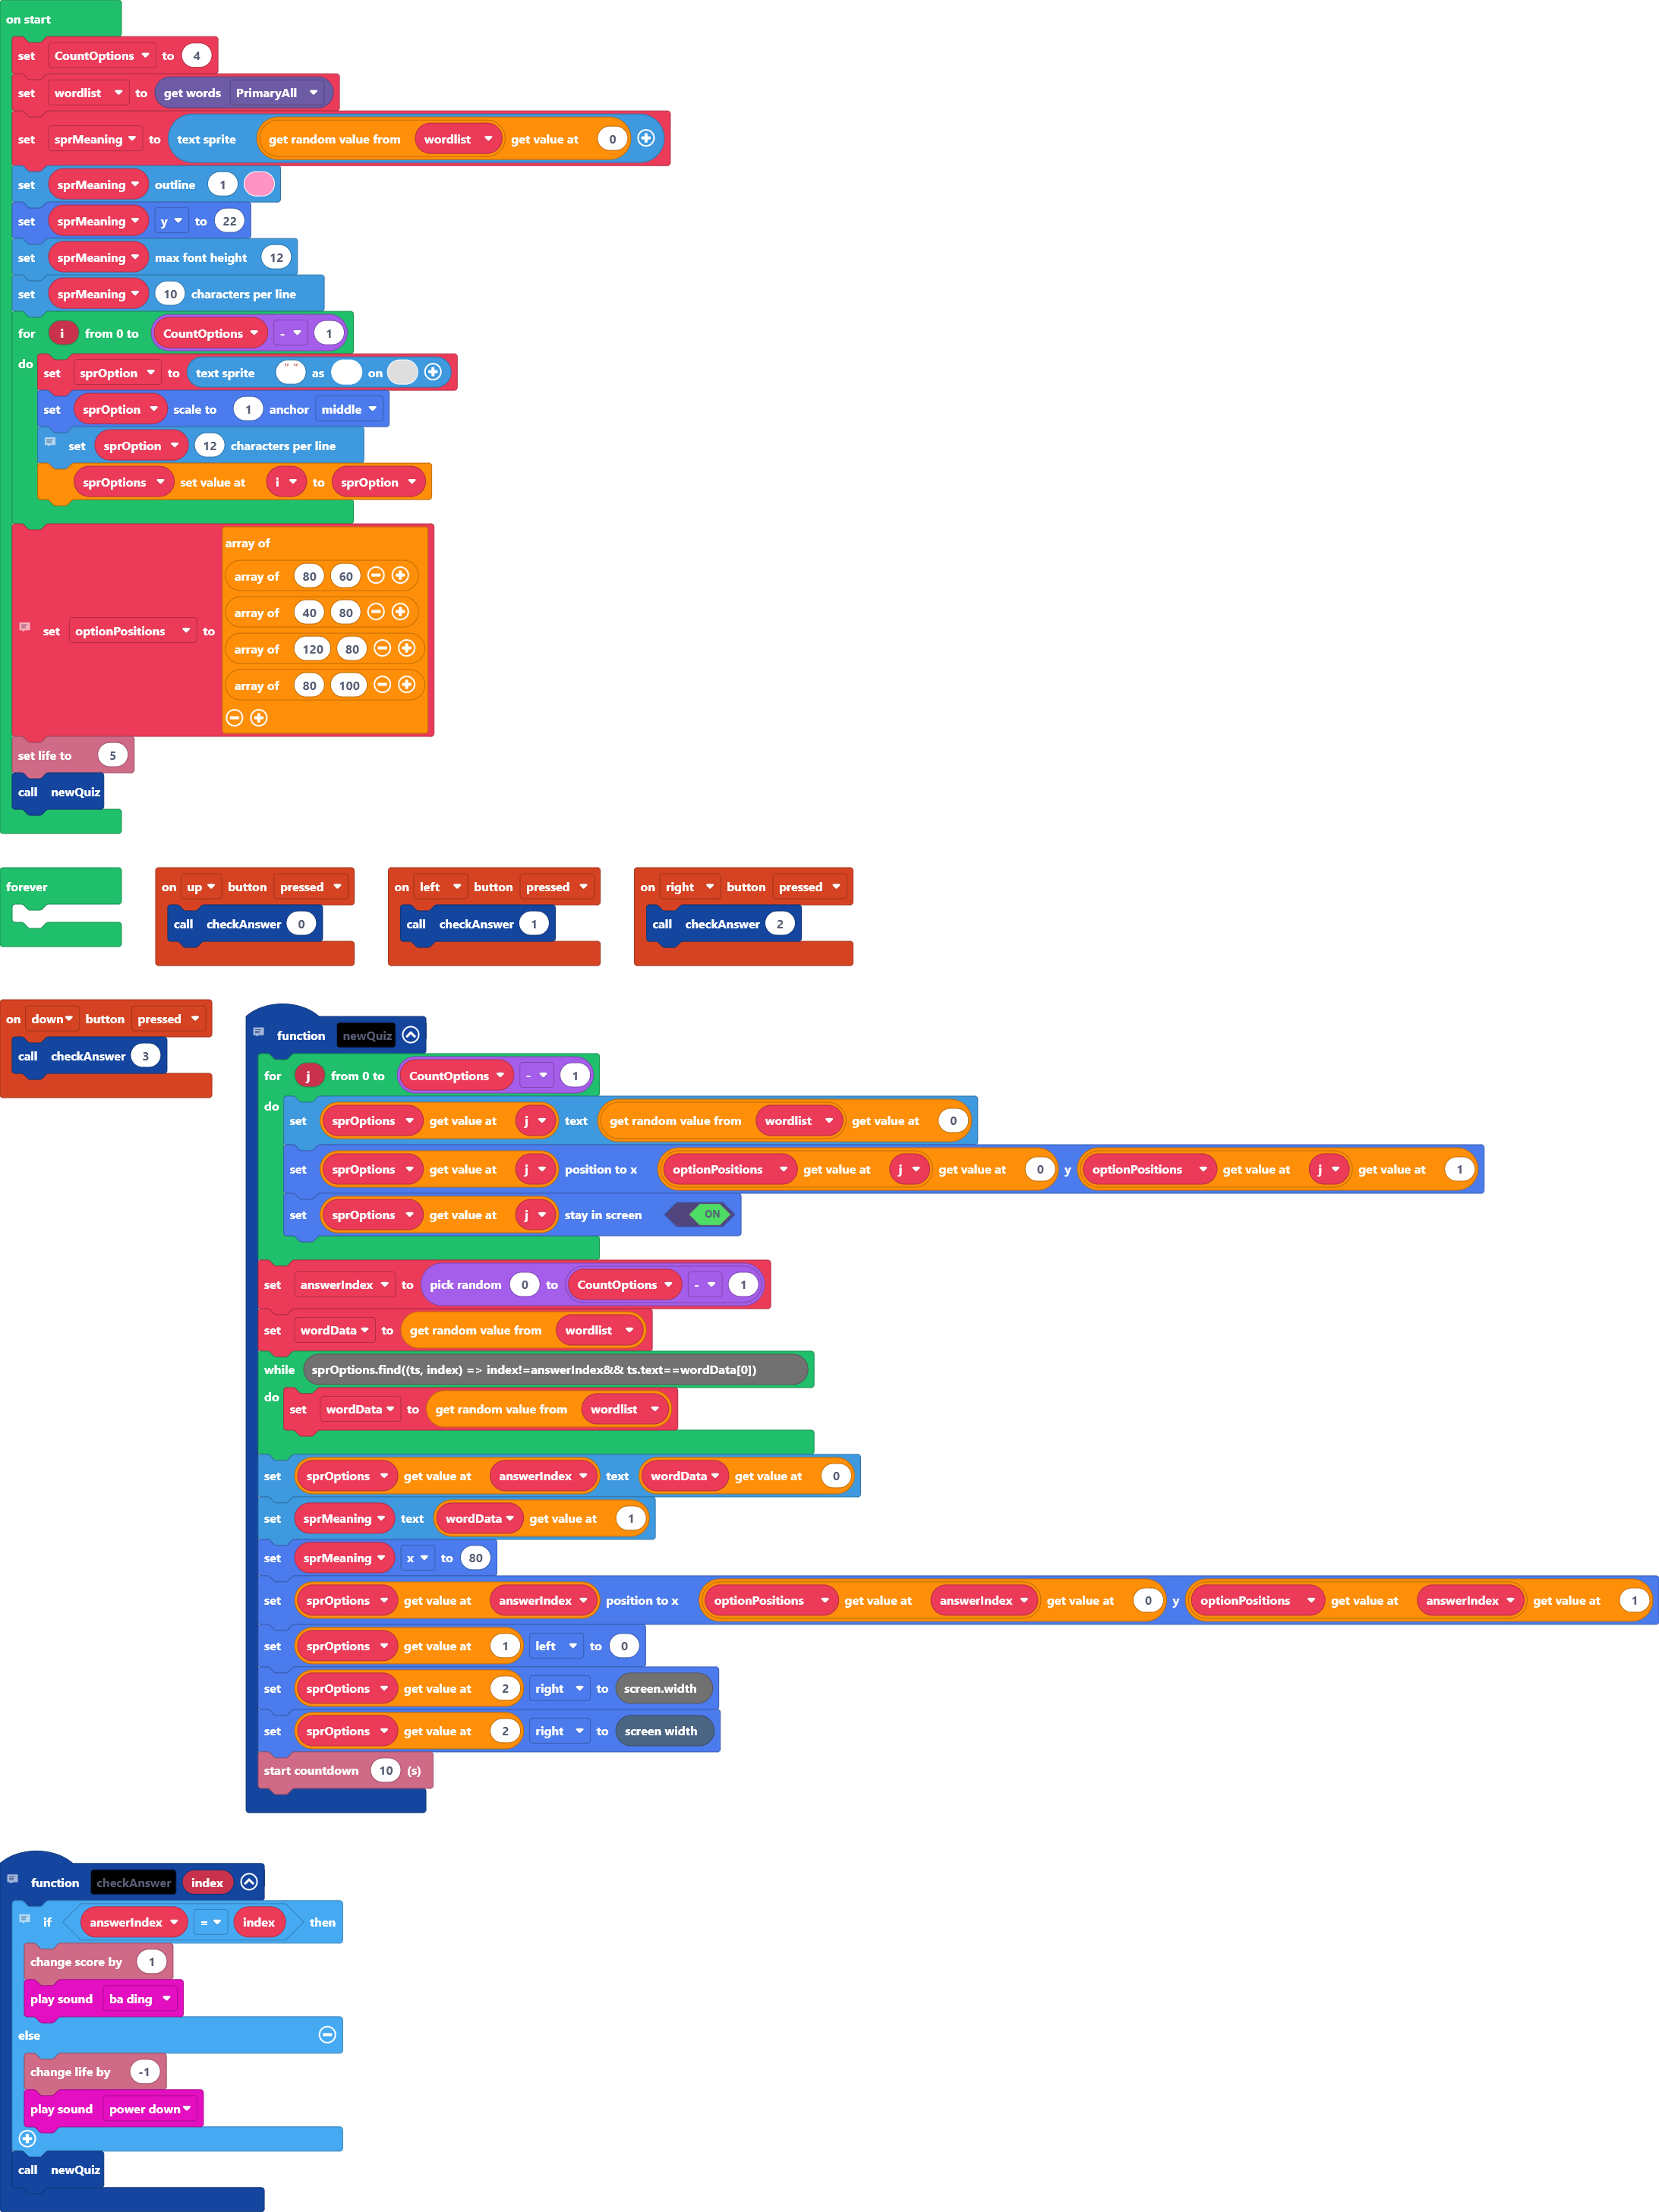 on start
set CountOptions to 4
set wordlist to get words PrimaryAll
set sprMeaning to text sprite get random value from wordlist get value at 0
set sprMeaning outline 1
set sprMeaning y to 22
set sprMeaning max font height 12
set sprMeaning 10 characters per line
for i from 0 to CountOptions - 1
do
set sprOption to text sprite " " as on
set sprOption scale to 1 anchor middle
set sprOption 12 characters per line
sprOptions set value at i to sprOption
array of
array of 80 60
array of 40 80
set optionPositions to
array of 120 80
array of 80 100
set life to 5
call newQuiz
forever
on up button pressed
call checkAnswer 0
on left button pressed
call checkAnswer 1
on right button pressed
call checkAnswer 2
on down button pressed
call checkAnswer 3
function newQuiz
for j from 0 to CountOptions - 1
do
set sprOptions get value at j text get random value from wordlist get value at 0
set sprOptions get value at j position to x optionPositions get value at j get value at 0 y optionPositions get value at j get value at 1
set sprOptions get value at j stay in screen ON
set answerIndex to pick random 0 to CountOptions - 1
set wordData to get random value from wordlist
while sprOptions.find((ts, index) => index!=answerIndex&& ts.text==wordData[0])
do
set wordData to get random value from wordlist
set sprOptions get value at answerIndex text wordData get value at 0
set sprMeaning text wordData get value at 1
set sprMeaning x to 80
set sprOptions get value at answerIndex position to x optionPositions get value at answerIndex get value at 0 y optionPositions get value at answerIndex get value at 1
set sprOptions get value at 1 left to 0
set sprOptions get value at 2 right to screen.width
set sprOptions get value at 2 right to screen width
start countdown 10 (s)
function checkAnswer index
if answerIndex = index then
change score by 1
play sound ba ding
else
change life by -1
play sound power down
call newQuiz